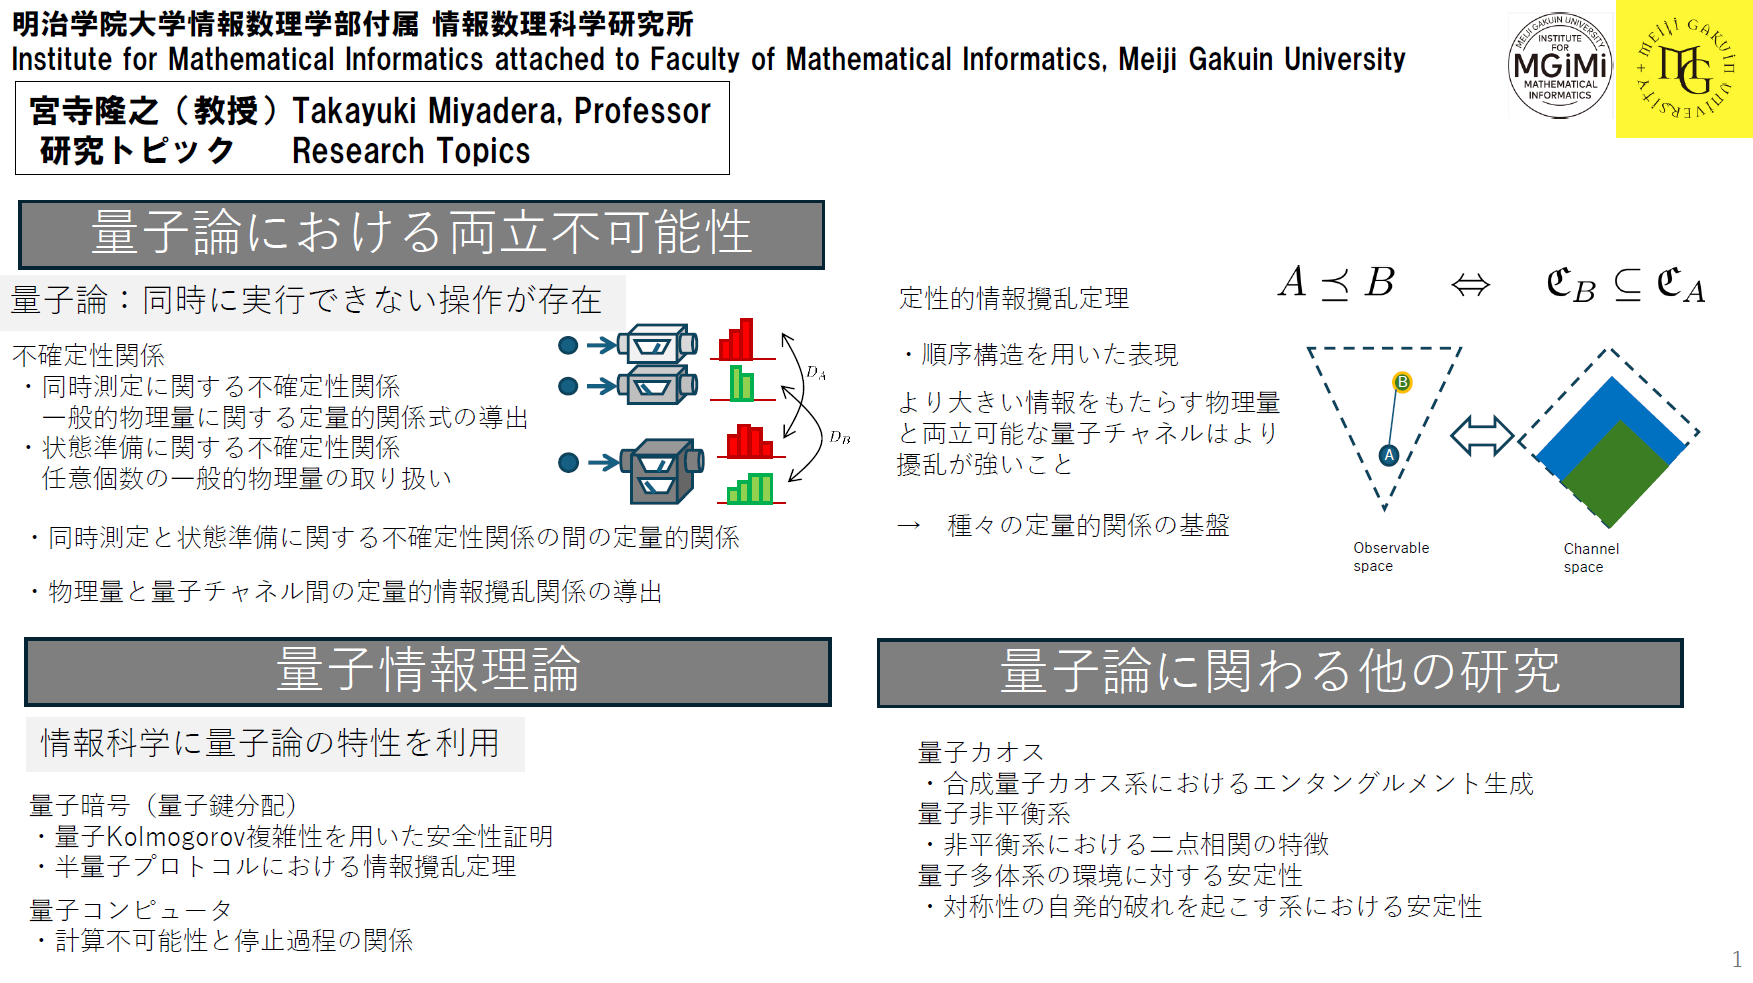 明治学院大学情報数理学部付属 情報数理科学研究所
Institute for Mathematical Informatics attached to Faculty of Mathematical Informatics, Meiji Gakuin University
宮寺隆之（教授）Takayuki Miyadera, Professor
研究トピック Research Topics
MEIJI GAKUIN UNIVERSITY
INSTITUTE
FOR
MGiMi
MATHEMATICAL
INFORMATICS
MEIJI GAKUIN UNIVERSITY
MG
量子論における両立不可能性
量子論：同時に実行できない操作が存在
不確定性関係
・同時測定に関する不確定性関係
一般的物理量に関する定量的関係式の導出
・状態準備に関する不確定性関係
任意個数の一般的物理量の取り扱い
D_A
D_B
・同時測定と状態準備に関する不確定性関係の間の定量的関係
・物理量と量子チャネル間の定量的情報攪乱関係の導出
定性的情報攪乱定理
A ⪯ B ⇔ ℭ_B ⊆ ℭ_A
・順序構造を用いた表現
より大きい情報をもたらす物理量
と両立可能な量子チャネルはより
擾乱が強いこと
→ 種々の定量的関係の基盤
B
A
Observable
space
Channel
space
量子情報理論
情報科学に量子論の特性を利用
量子暗号（量子鍵分配）
・量子Kolmogorov複雑性を用いた安全性証明
・半量子プロトコルにおける情報攪乱定理
量子コンピュータ
・計算不可能性と停止過程の関係
量子論に関わる他の研究
量子カオス
・合成量子カオス系におけるエンタングルメント生成
量子非平衡系
・非平衡系における二点相関の特徴
量子多体系の環境に対する安定性
・対称性の自発的破れを起こす系における安定性
1